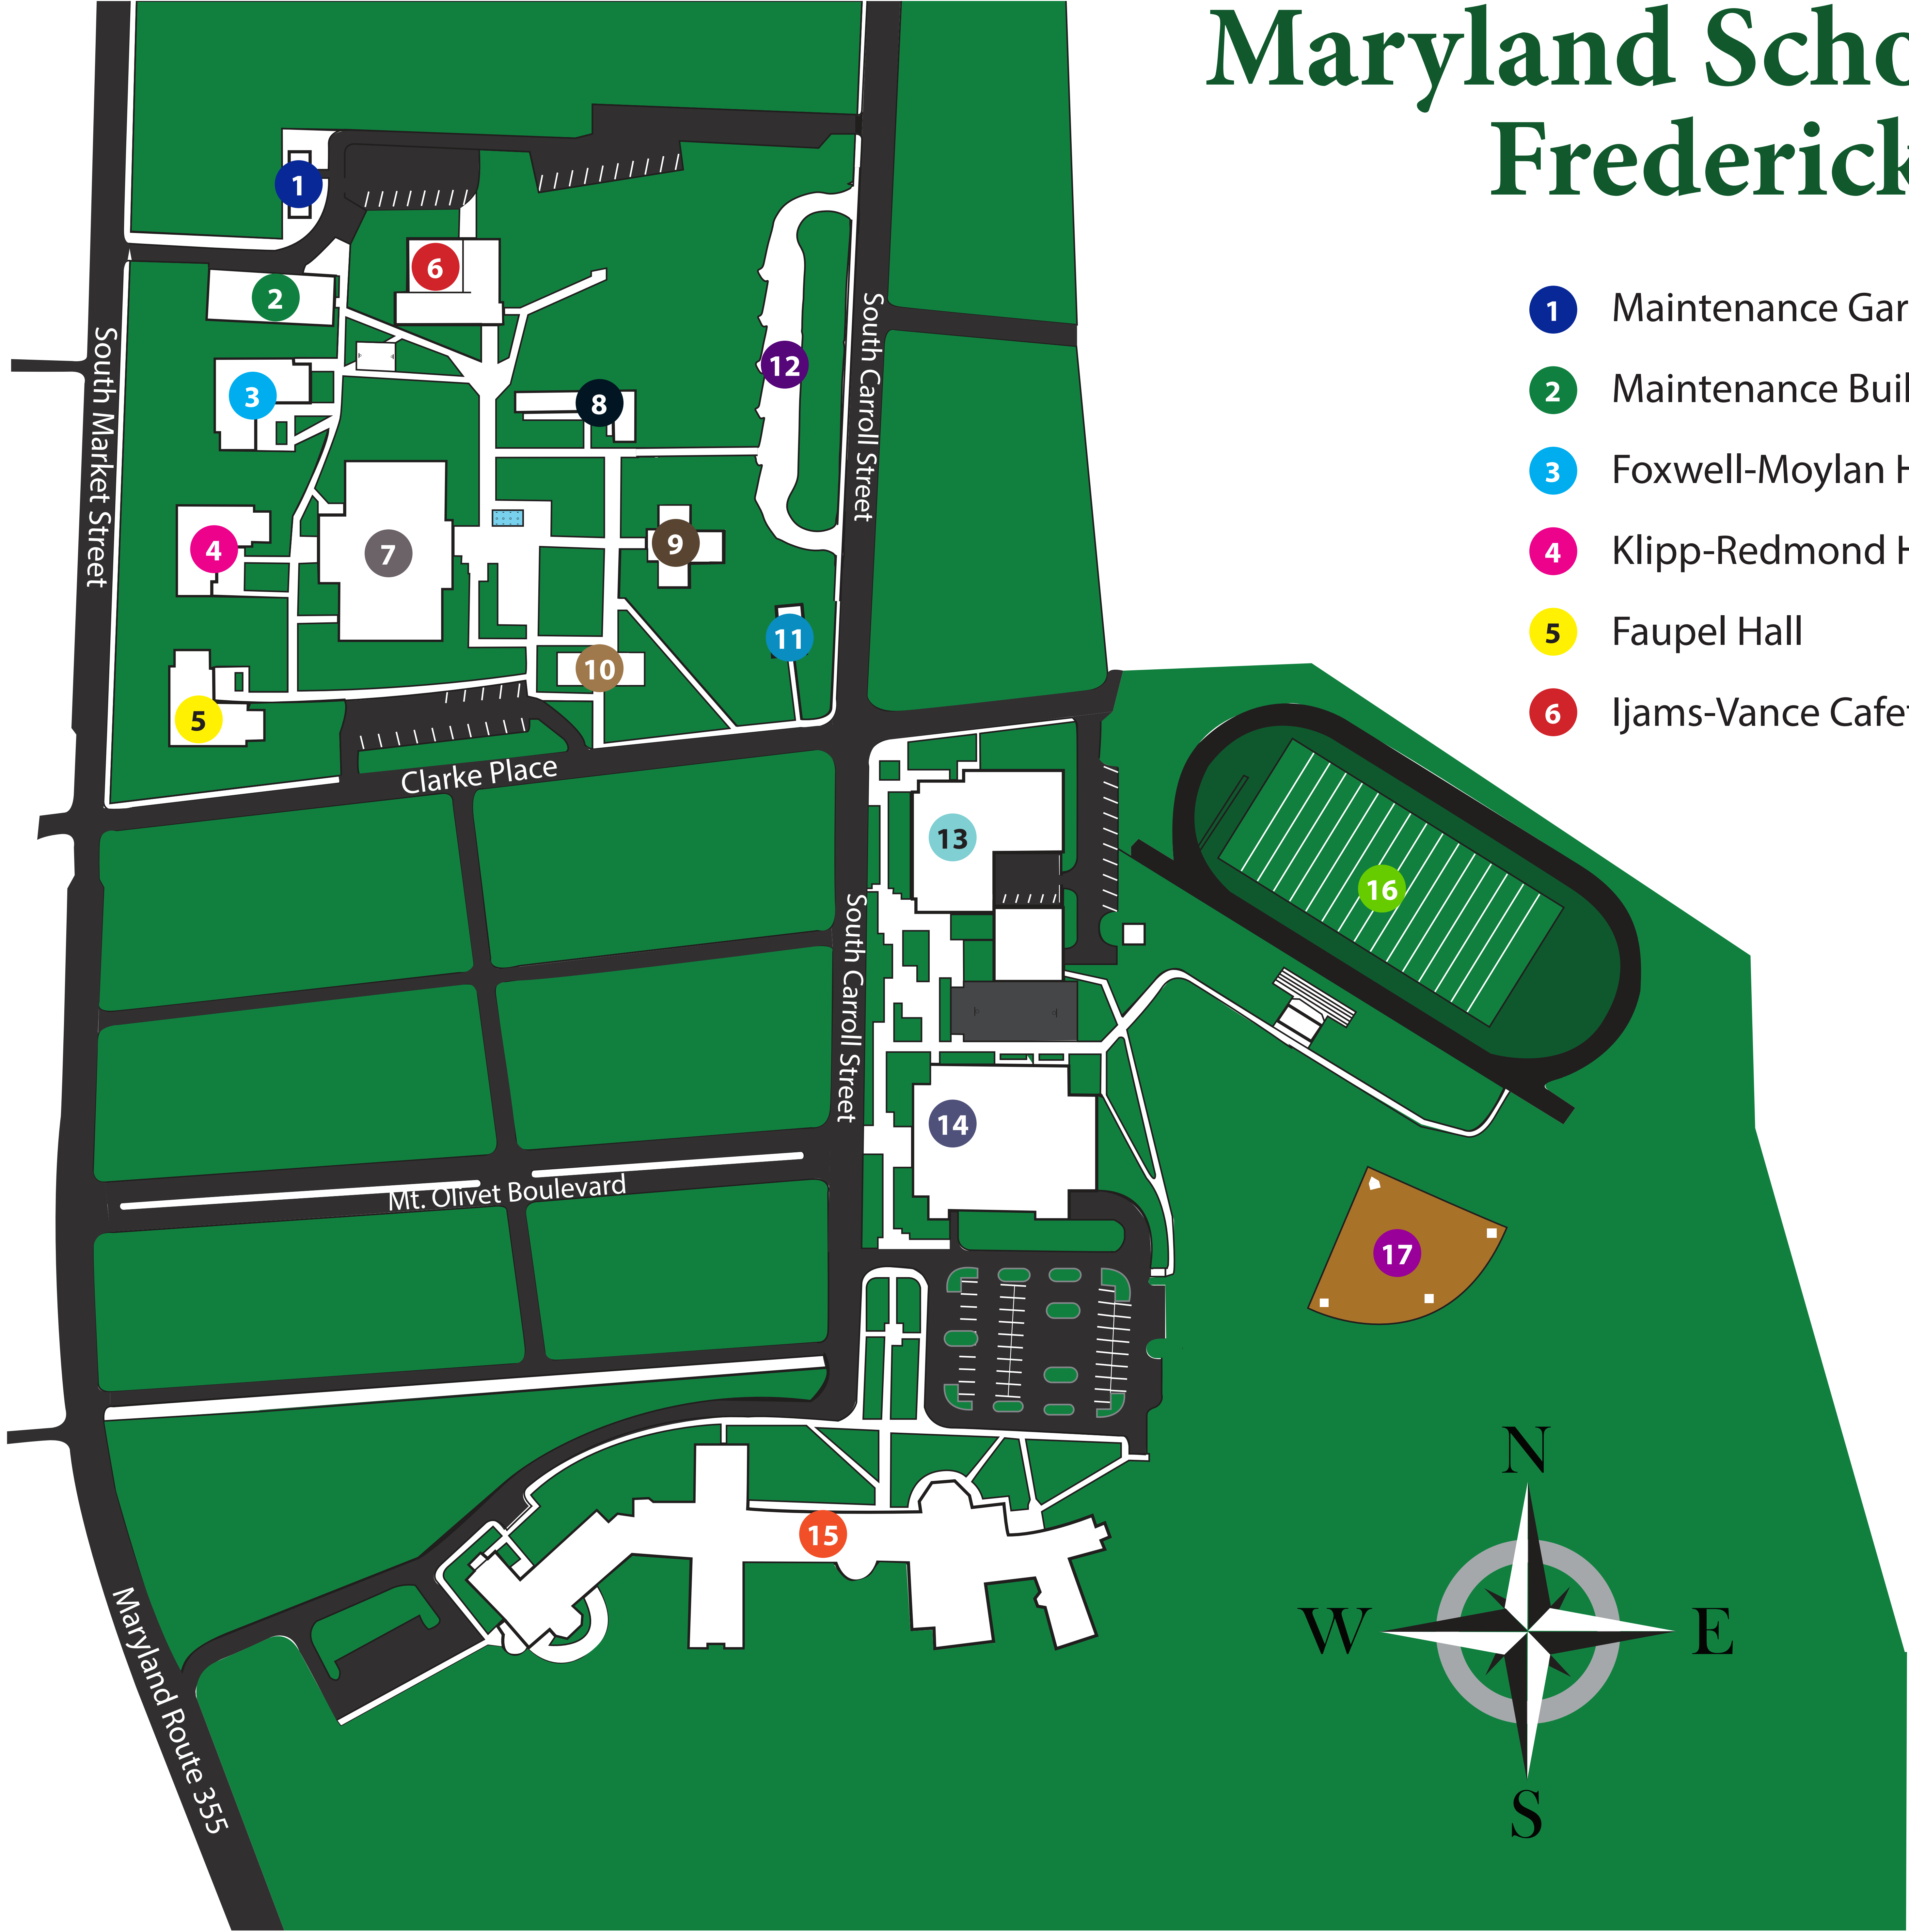 Maryland Scho
Frederick
1 Maintenance Gar
2 Maintenance Buil
3 Foxwell-Moylan H
4 Klipp-Redmond H
5 Faupel Hall
6 Ijams-Vance Cafet
1
2
3
4
5
6
7
8
9
10
11
12
13
14
15
16
17
South Market Street
South Carroll Street
Clarke Place
South Carroll Street
Mt. Olivet Boulevard
Maryland Route 355
N
W
E
S